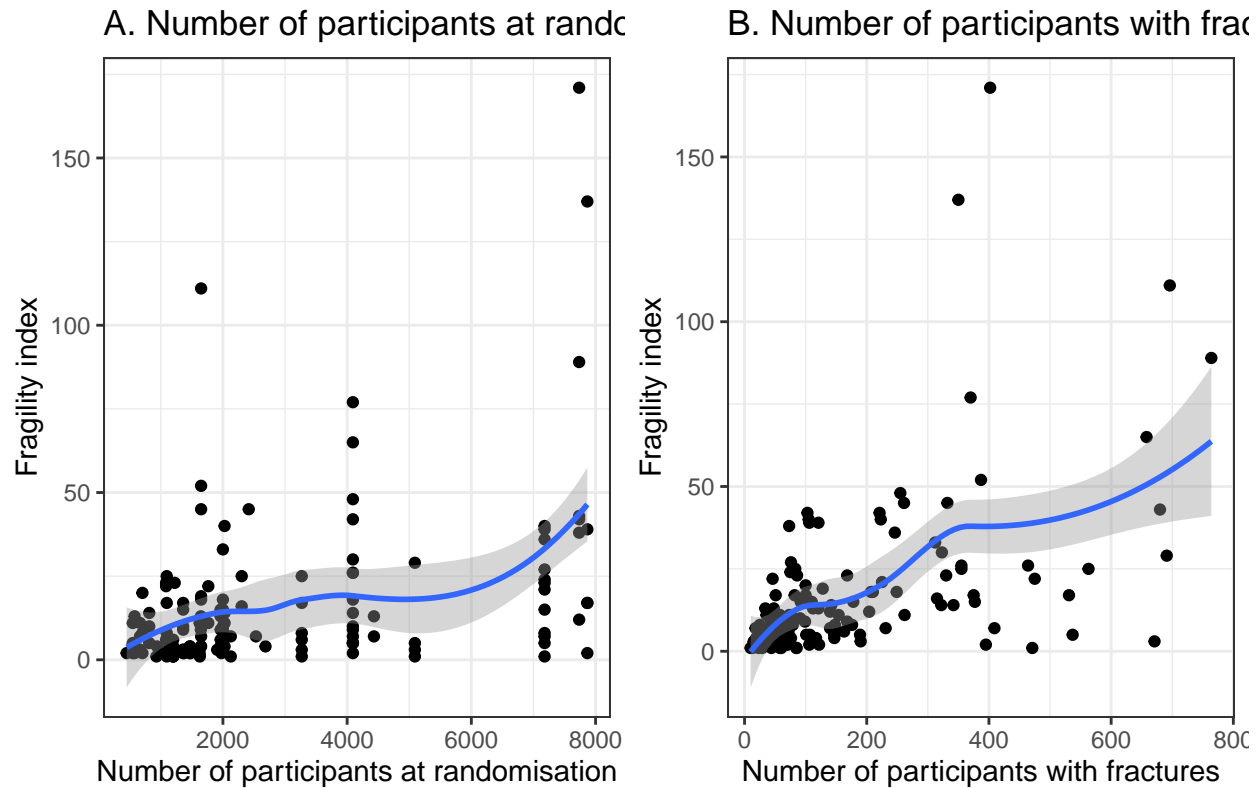 A. Number of participants at rando
B. Number of participants with frac
Fragility index
150
100
50
0
2000
4000
6000
8000
Number of participants at randomisation
Fragility index
150
100
50
0
0
200
400
600
800
Number of participants with fractures